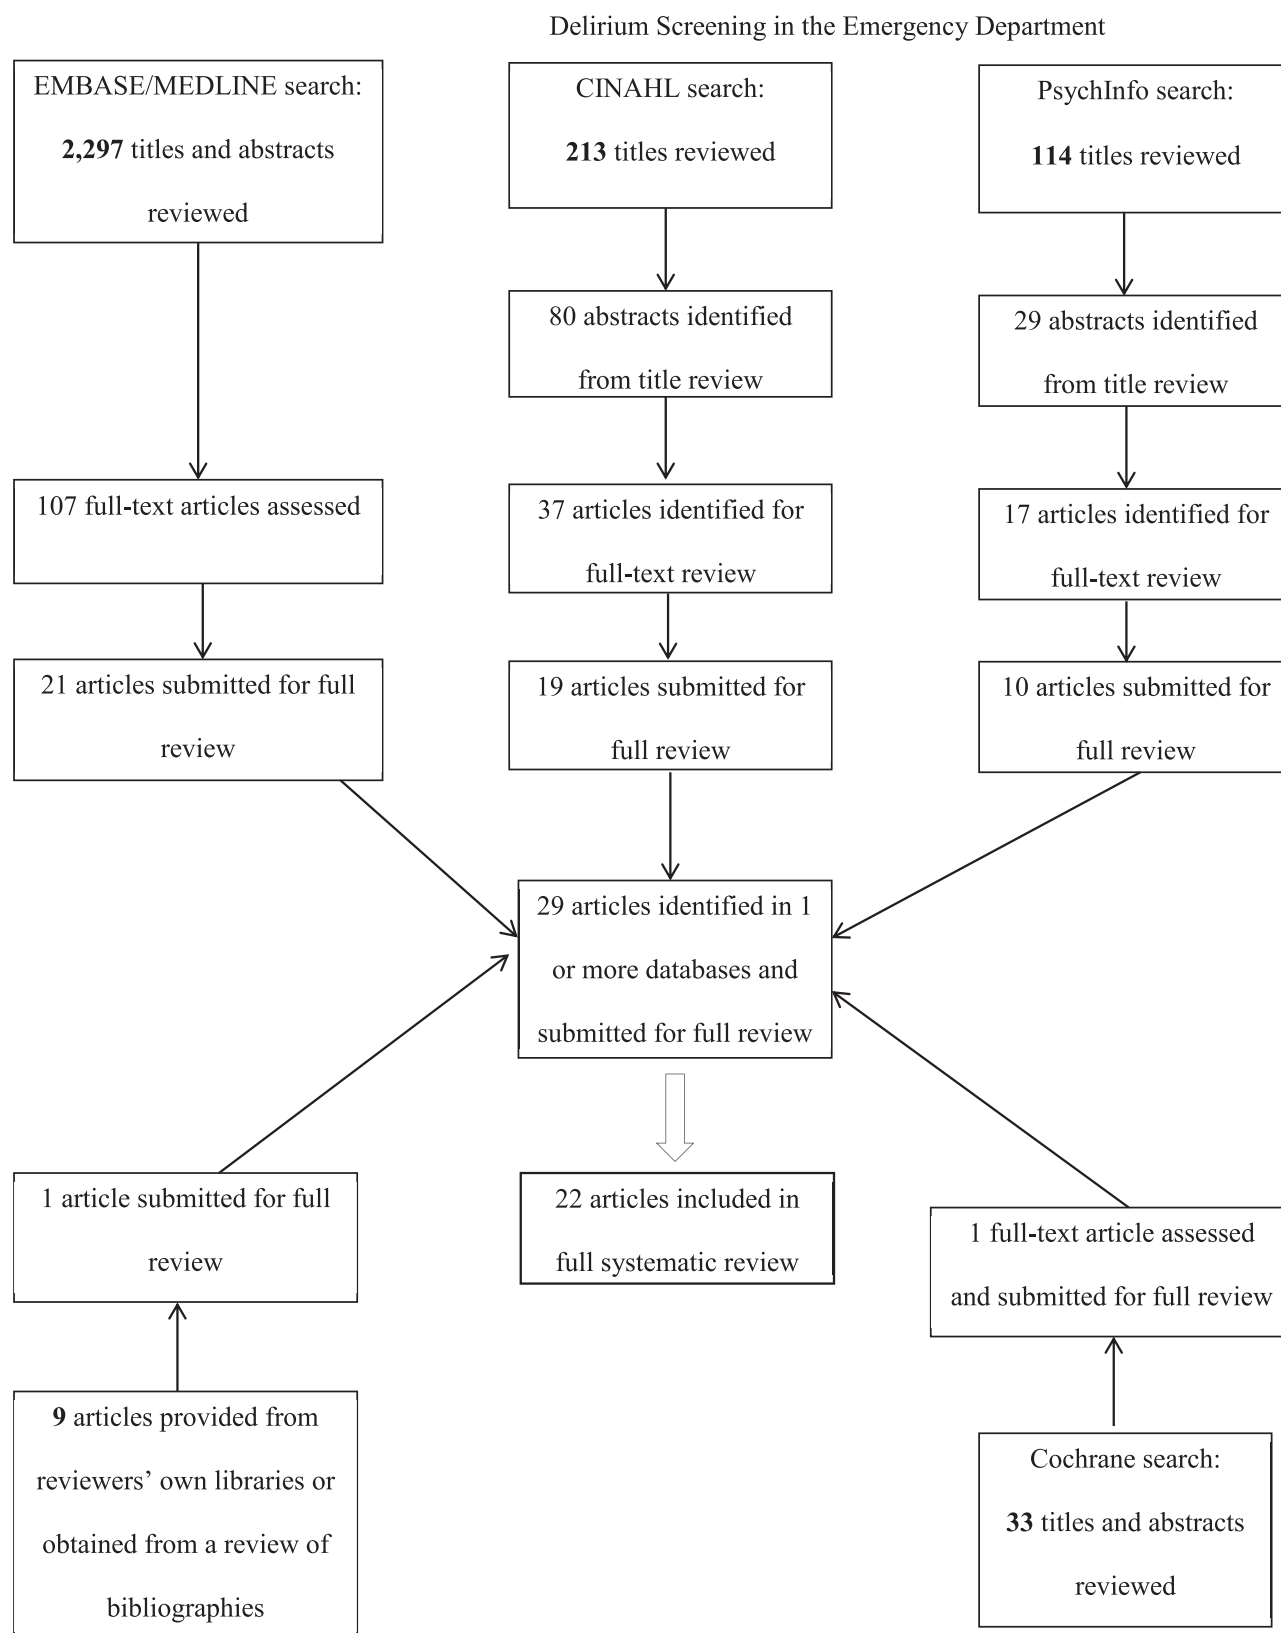 Delirium Screening in the Emergency Department
EMBASE/MEDLINE search:
2,297 titles and abstracts
reviewed
CINAHL search:
213 titles reviewed
PsychInfo search:
114 titles reviewed
80 abstracts identified
from title review
29 abstracts identified
from title review
107 full-text articles assessed
37 articles identified for
full-text review
17 articles identified for
full-text review
21 articles submitted for full
review
19 articles submitted for
full review
10 articles submitted for
full review
29 articles identified in 1
or more databases and
submitted for full review
1 article submitted for full
review
22 articles included in
full systematic review
1 full-text article assessed
and submitted for full review
9 articles provided from
reviewers’ own libraries or
obtained from a review of
bibliographies
Cochrane search:
33 titles and abstracts
reviewed